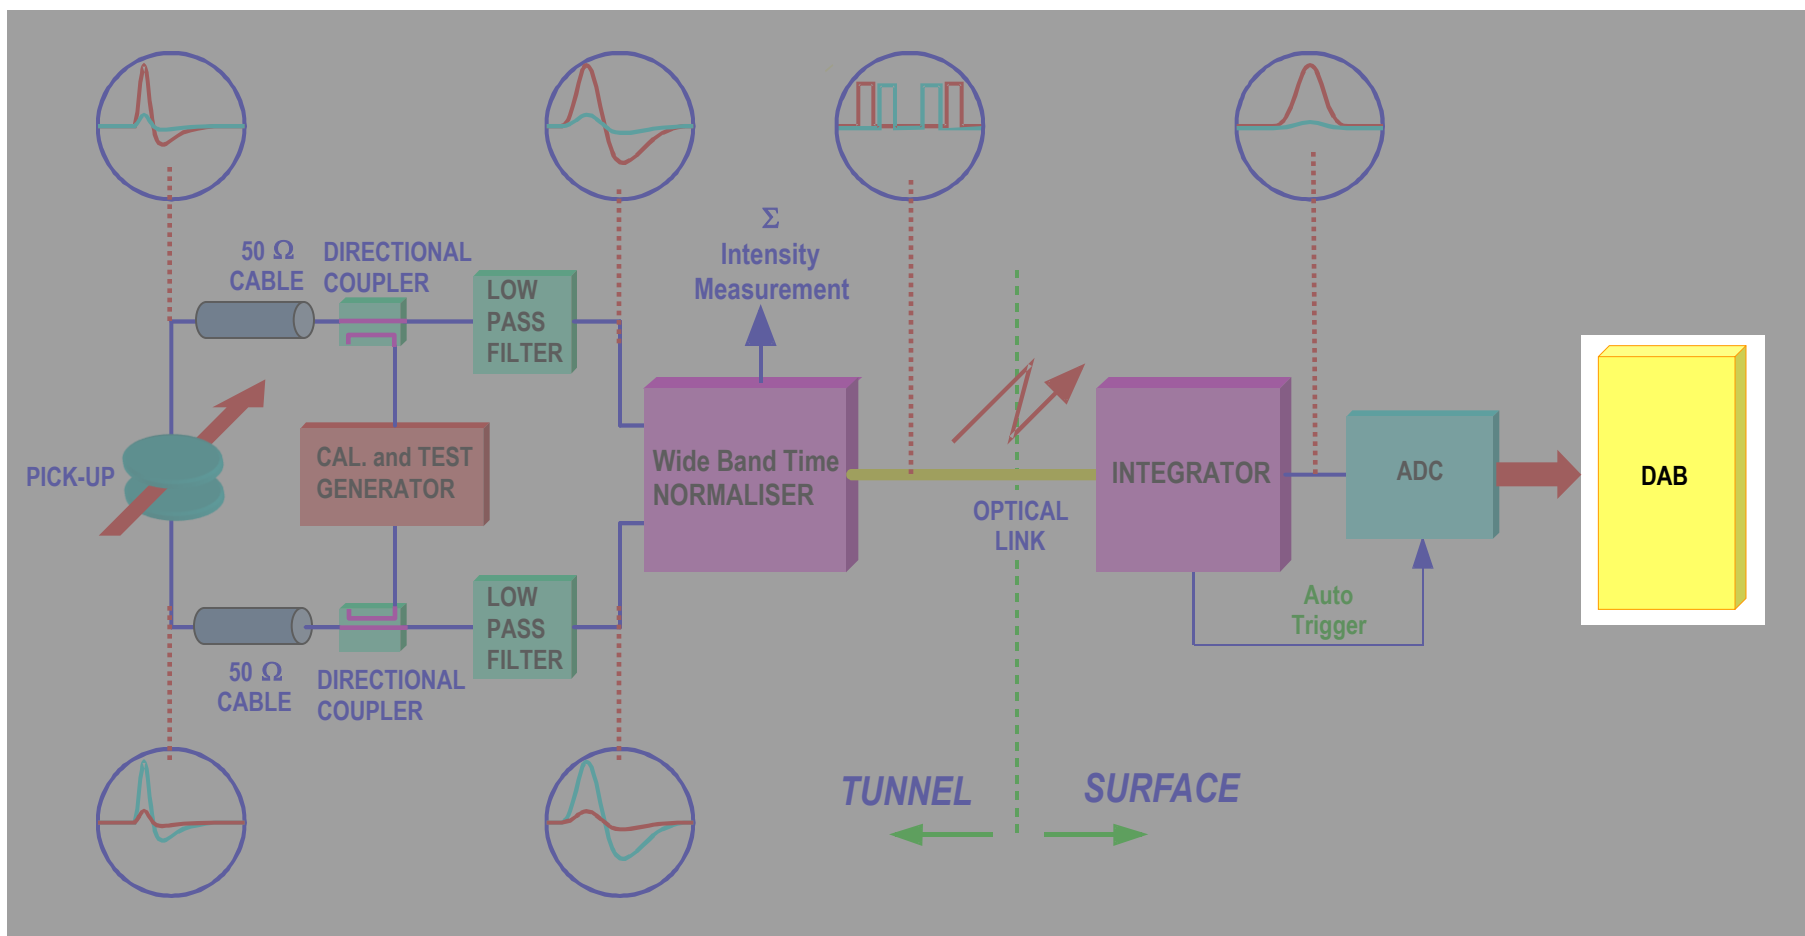 Σ
Intensity
Measurement
50 Ω
CABLE
DIRECTIONAL
COUPLER
LOW
PASS
FILTER
PICK-UP
CAL. and TEST
GENERATOR
Wide Band Time
NORMALISER
OPTICAL
LINK
INTEGRATOR
ADC
DAB
Auto
Trigger
LOW
PASS
FILTER
50 Ω
CABLE
DIRECTIONAL
COUPLER
TUNNEL
SURFACE